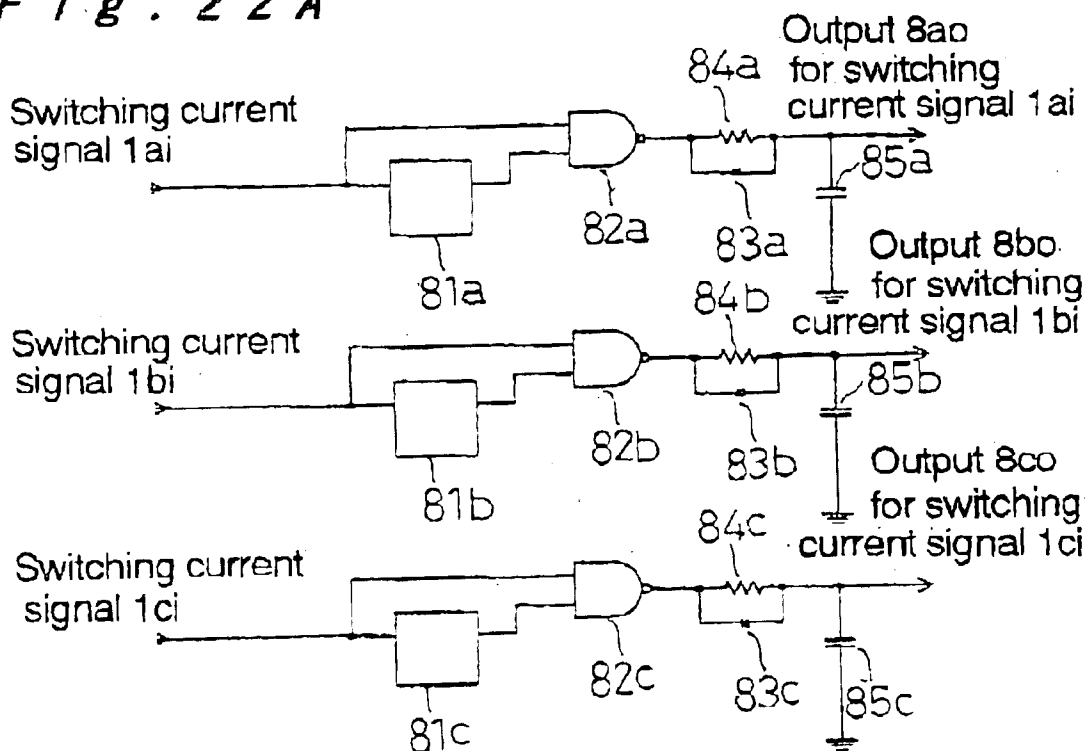 Fig. 22A
Output 8ao
84a for switching
Switching current current signal 1ai
signal 1ai
85a
82a 83a Output 8bo
81a 84b for switching
current signal 1bi
Switching current
signal 1bi
85b
82b 83b Output 8co
81b for switching
84c current signal 1ci
Switching current
signal 1ci
82c 83c 85c
81c